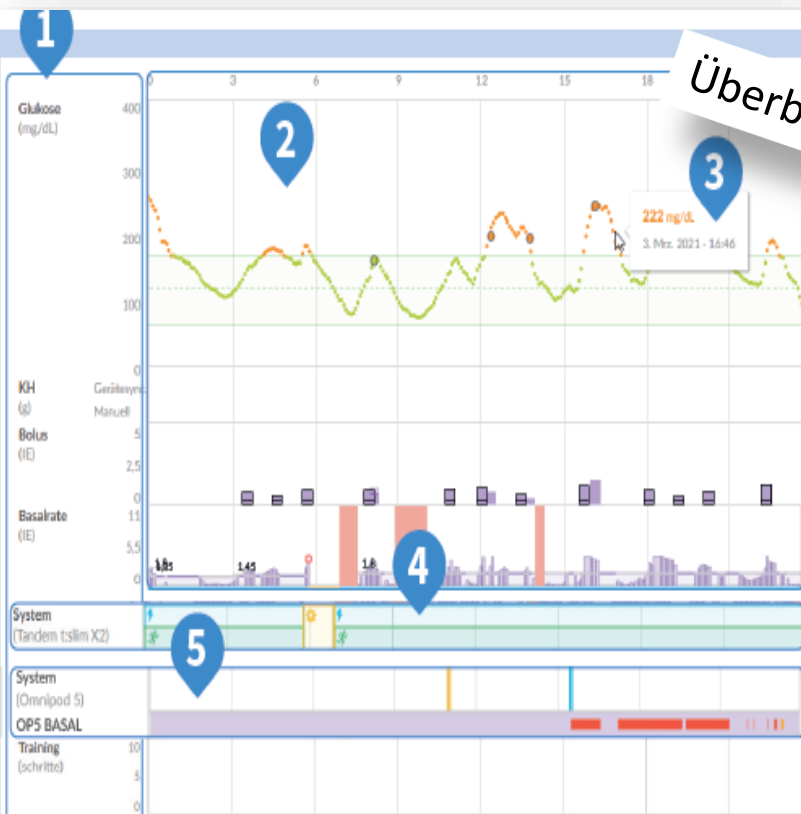 1
0 3 6 9 12 15 18
Überb
Glukose
(mg/dL)
400
300
200
100
0
2
3
222 mg/dL
3. Mrz. 2021 - 16:46
KH
(g)
Manuell
Bolus
(IE)
5
2,5
0
Basalrate
(IE)
11
5,5
0
1.45
1.8
4
System
(Tandem t:slim X2)
5
System
(Omnipod 5)
OP5 BASAL
Training
(schritte)
10
5
0